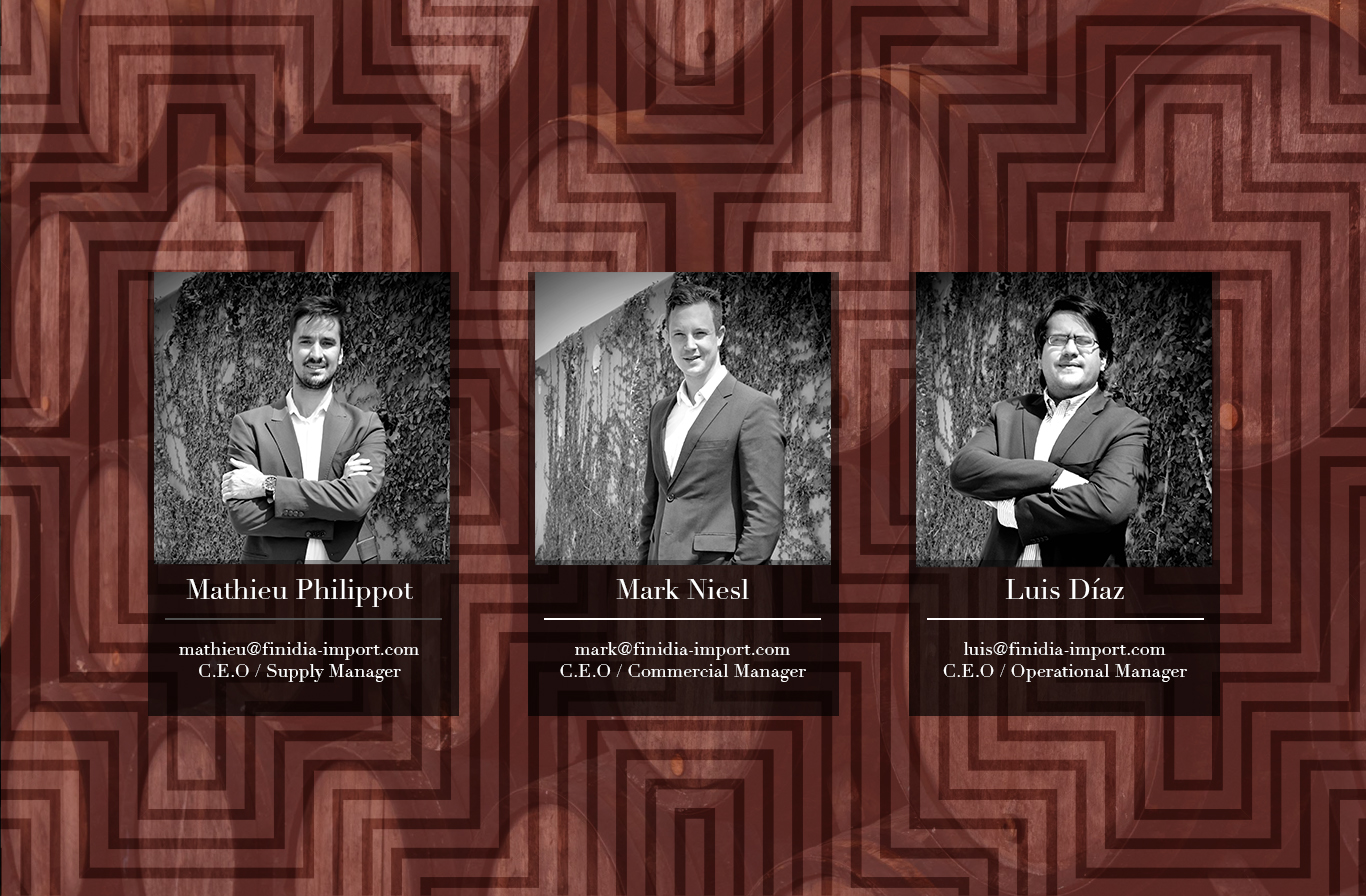 Mathieu Philippot
mathieu@finidia-import.com
C.E.O / Supply Manager
Mark Niesl
mark@finidia-import.com
C.E.O / Commercial Manager
Luis Díaz
luis@finidia-import.com
C.E.O / Operational Manager